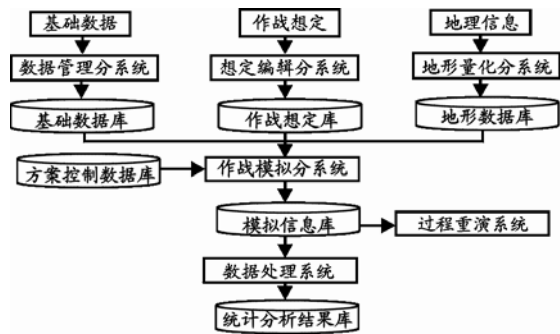 基础数据
作战想定
地理信息
数据管理分系统
想定编辑分系统
地形量化分系统
基础数据库
作战想定库
地形数据库
方案控制数据库
作战模拟分系统
模拟信息库
过程重演系统
数据处理系统
统计分析结果库